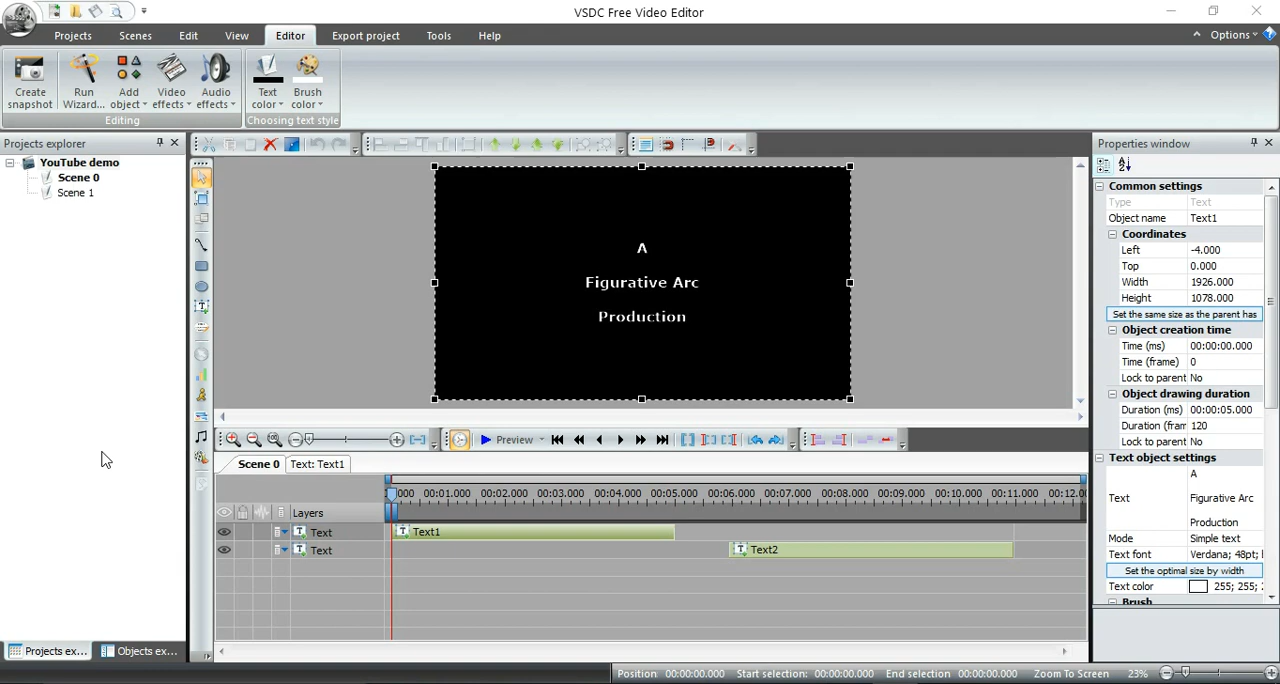 VSDC Free Video Editor
Projects Scenes Edit View Editor Export project Tools Help
Options
Create snapshot
Run Wizard...
Add object
Video effects
Audio effects
Text color
Brush color
Editing
Choosing text style
Projects explorer
YouTube demo
Scene 0
Scene 1
A
Figurative Arc
Production
Properties window
Common settings
Type Text
Object name Text1
Coordinates
Left -4.000
Top 0.000
Width 1926.000
Height 1078.000
Set the same size as the parent has
Object creation time
Time (ms) 00:00:00.000
Time (frame) 0
Lock to parent No
Object drawing duration
Duration (ms) 00:00:05.000
Duration (fram 120
Lock to parent No
Text object settings
A
Text Figurative Arc
Production
Mode Simple text
Text font Verdana; 48pt;
Set the optimal size by width
Text color 255; 255;
Brush
Preview
Scene 0 Text: Text1
000 00:01.000 00:02.000 00:03.000 00:04.000 00:05.000 00:06.000 00:07.000 00:08.000 00:09.000 00:10.000 00:11.000 00:12.0
Layers
Text Text1
Text Text2
Projects ex... Objects ex...
Position: 00:00:00.000 Start selection: 00:00:00.000 End selection: 00:00:00.000 Zoom To Screen 23%